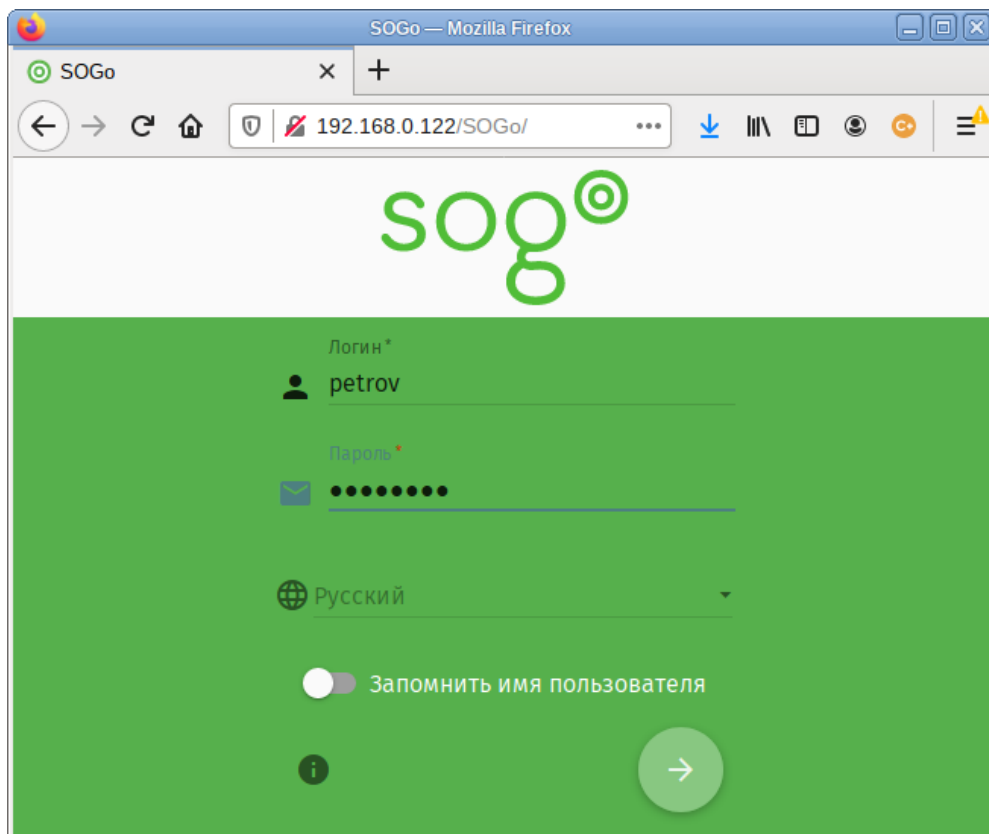 SOGo — Mozilla Firefox
SOGo
192.168.0.122/SOGo/
sogo
Логин *
petrov
Пароль *
••••••••
Русский
Запомнить имя пользователя